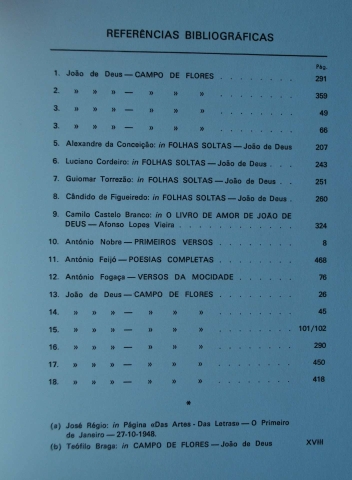 REFERÊNCIAS BIBLIOGRÁFICAS
Pág.
1. João de Deus — CAMPO DE FLORES . . . . . . . . 291
2. » » » — » » » . . . . . . . . 359
3. » » » — » » » . . . . . . . . 49
3. » » » — » » » . . . . . . . . 66
5. Alexandre da Conceição: in FOLHAS SOLTAS — João de Deus 207
6. Luciano Cordeiro: in FOLHAS SOLTAS — João de Deus . . . 243
7. Guiomar Torrezão: in FOLHAS SOLTAS — João de Deus . . 251
8. Cândido de Figueiredo: in FOLHAS SOLTAS — João de Deus . 260
9. Camilo Castelo Branco: in O LIVRO DE AMOR DE JOÃO DE
DEUS — Afonso Lopes Vieira . . . . . . . . . . 324
10. António Nobre — PRIMEIROS VERSOS . . . . . . . . 8
11. António Feijó — POESIAS COMPLETAS . . . . . . . . 468
12. António Fogaça — VERSOS DA MOCIDADE . . . . . . 76
13. João de Deus — CAMPO DE FLORES . . . . . . . . 26
14. » » » — » » » . . . . . . . . 45
15. » » » — » » » . . . . . . . . 101/102
16. » » » — » » » . . . . . . . . 290
17. » » » — » » » . . . . . . . . 450
18. » » » — » » » . . . . . . . . 416
*
(a) José Régio: in Página «Das Artes - Das Letras» — O Primeiro
de Janeiro — 27-10-1948.
(b) Teófilo Braga: in CAMPO DE FLORES — João de Deus XVIII